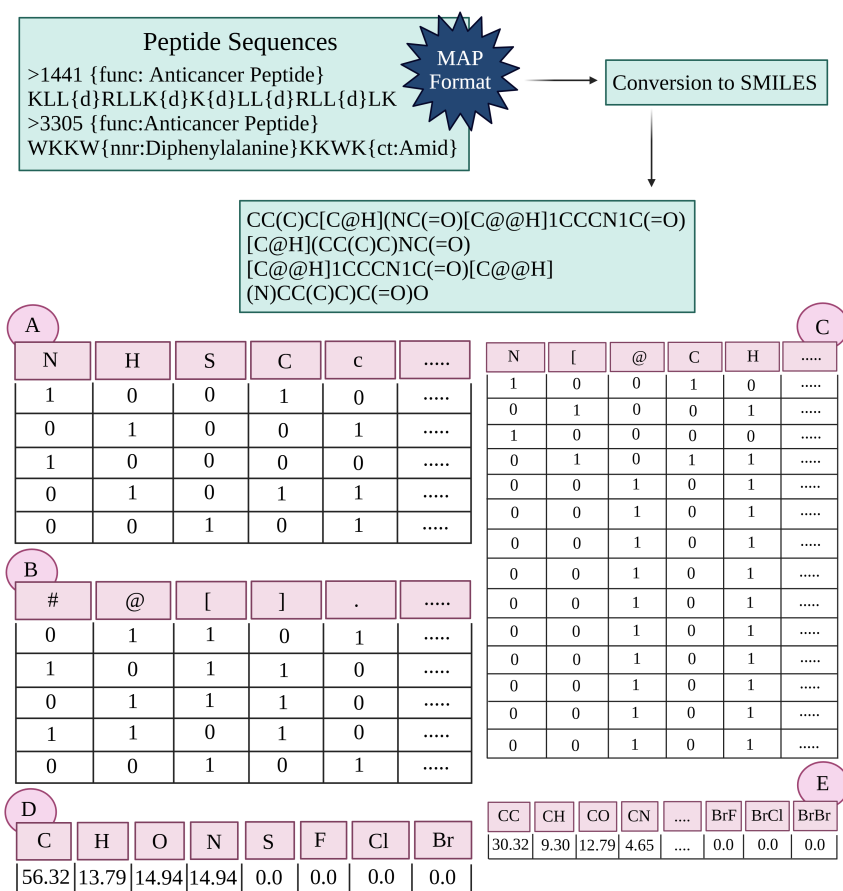 Peptide Sequences
>1441 {func: Anticancer Peptide}
KLL{d}RLLK{d}K{d}LL{d}RLL{d}LK
>3305 {func:Anticancer Peptide}
WKKW{nnr:Diphenylalanine}KKWK{ct:Amid}
MAP
Format
Conversion to SMILES
CC(C)C[C@H](NC(=O)[C@@H]1CCCN1C(=O)
[C@H](CC(C)C)NC(=O)
[C@@H]1CCCN1C(=O)[C@@H]
(N)CC(C)C)C(=O)O
A
N H S C c .....
1 0 0 1 0 .....
0 1 0 0 1 .....
1 0 0 0 0 .....
0 1 0 1 1 .....
0 0 1 0 1 .....
B
# @ [ ] . .....
0 1 1 0 1 .....
1 0 1 1 0 .....
0 1 1 1 0 .....
1 1 0 1 0 .....
0 0 1 0 1 .....
C
N [ @ C H .....
1 0 0 1 0 .....
0 1 0 0 1 .....
1 0 0 0 0 .....
0 1 0 1 1 .....
0 0 1 0 1 .....
0 0 1 0 1 .....
0 0 1 0 1 .....
0 0 1 0 1 .....
0 0 1 0 1 .....
0 0 1 0 1 .....
0 0 1 0 1 .....
0 0 1 0 1 .....
0 0 1 0 1 .....
0 0 1 0 1 .....
D
C H O N S F Cl Br
56.32 13.79 14.94 14.94 0.0 0.0 0.0 0.0
E
CC CH CO CN .... BrF BrCl BrBr
30.32 9.30 12.79 4.65 .... 0.0 0.0 0.0